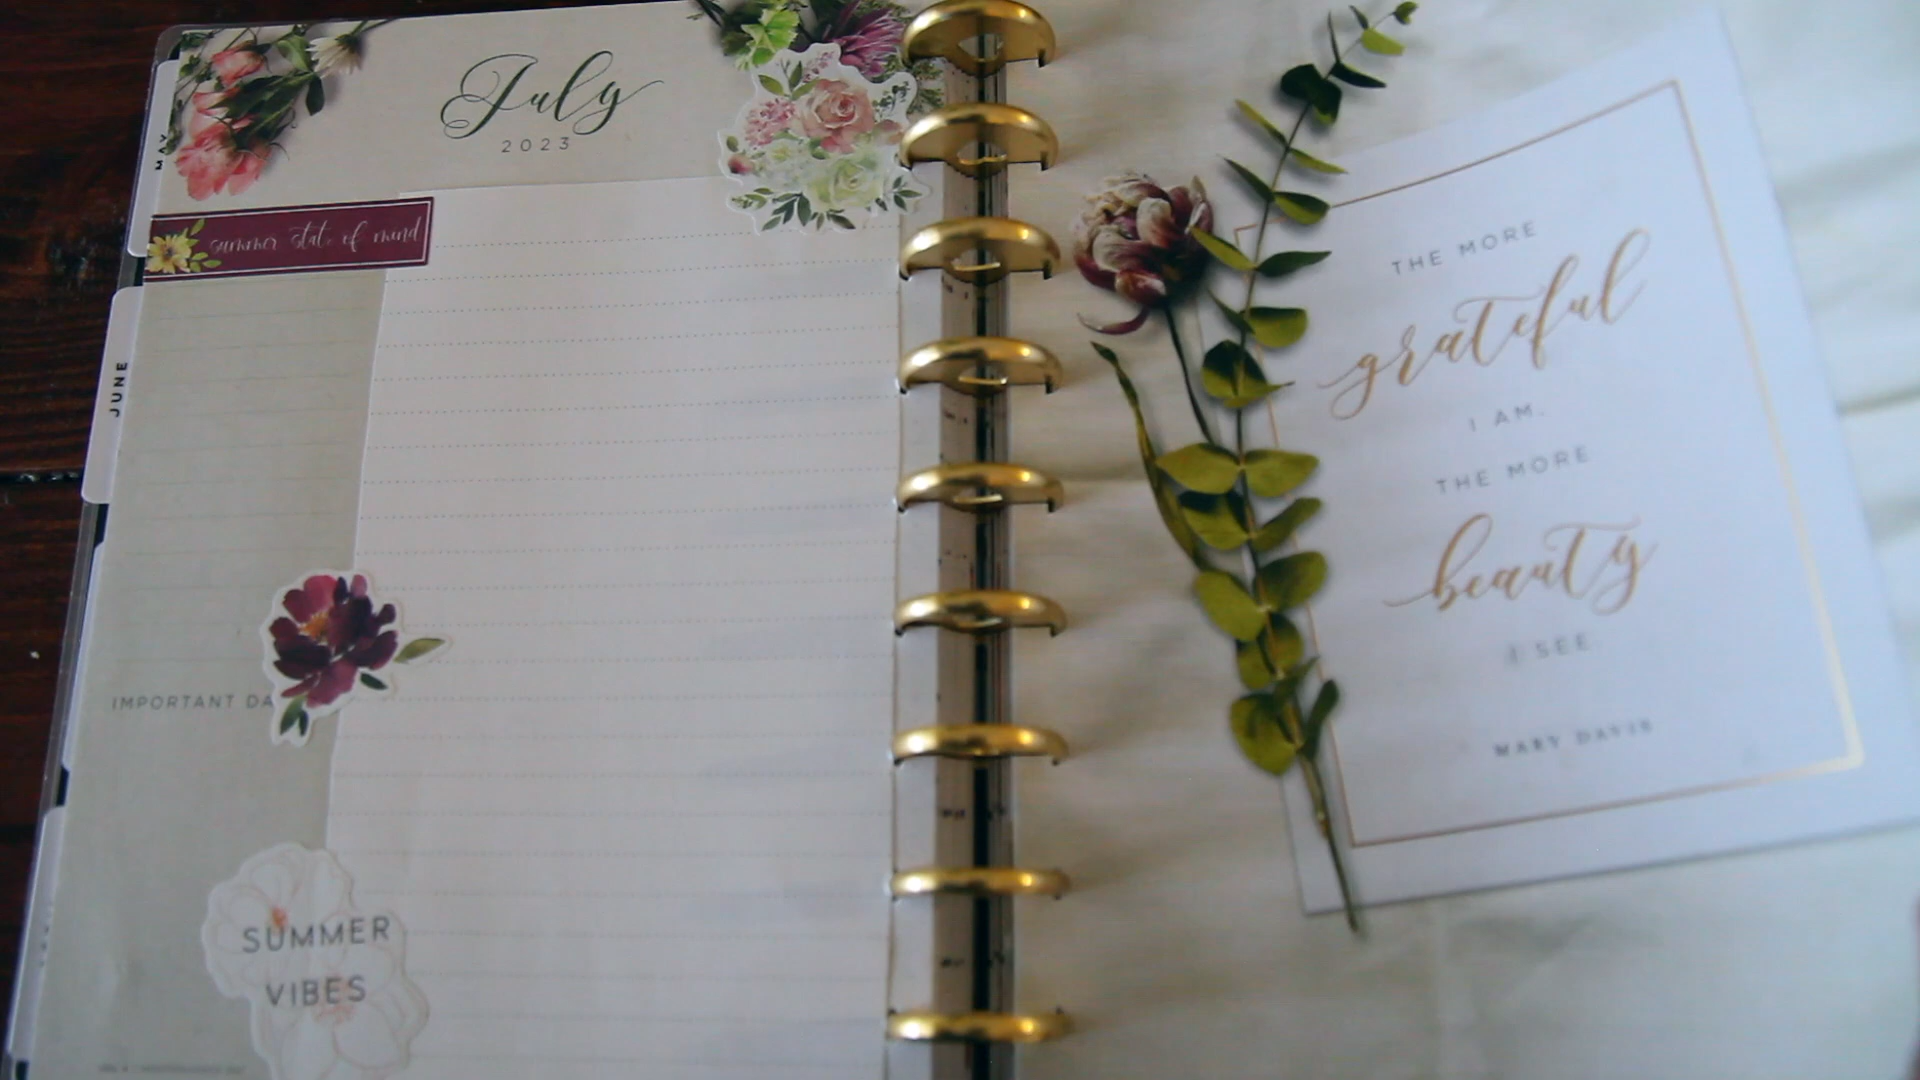 July
2023
MAY
summer state of mind
JUNE
IMPORTANT DA
SUMMER
VIBES
THE MORE
grateful
I AM.
THE MORE
beauty
I SEE.
MARY DAVIS